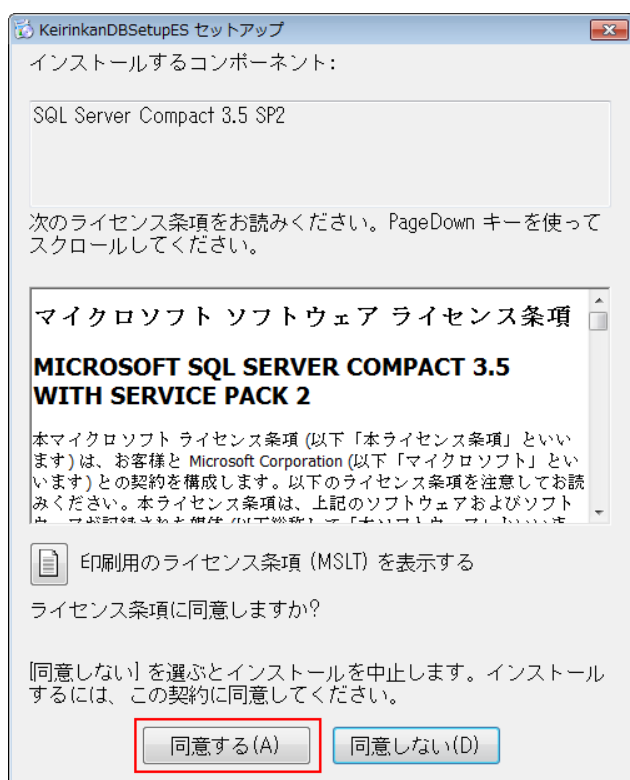 KeirinkanDBSetupES セットアップ
インストールするコンポーネント:
SQL Server Compact 3.5 SP2
次のライセンス条項をお読みください。PageDown キーを使って
スクロールしてください。
マイクロソフト ソフトウェア ライセンス条項
MICROSOFT SQL SERVER COMPACT 3.5
WITH SERVICE PACK 2
本マイクロソフト ライセンス条項 (以下「本ライセンス条項」といい
ます) は、お客様と Microsoft Corporation (以下「マイクロソフト」とい
います) との契約を構成します。以下のライセンス条項を注意してお読
みください。本ライセンス条項は、上記のソフトウェアおよびソフト
印刷用のライセンス条項 (MSLT) を表示する
ライセンス条項に同意しますか?
[同意しない] を選ぶとインストールを中止します。インストール
するには、この契約に同意してください。
同意する(A)
同意しない(D)